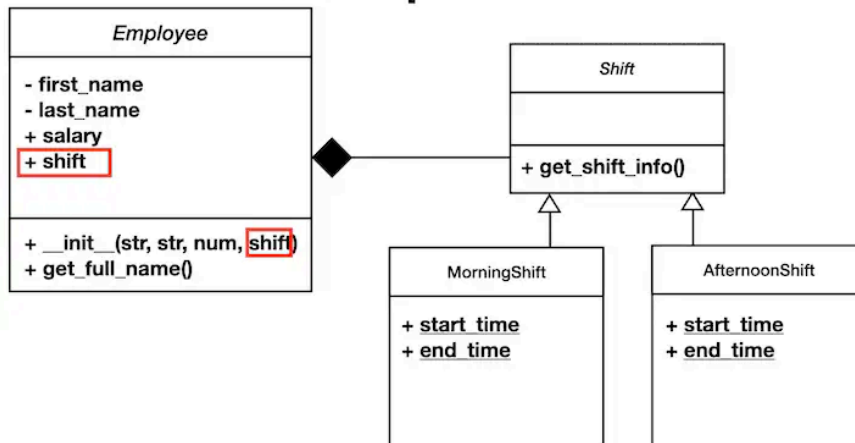 Employee
- first_name
- last_name
+ salary
+ shift
+ __init__(str, str, num, shift)
+ get_full_name()
Shift
+ get_shift_info()
MorningShift
+ start_time
+ end_time
AfternoonShift
+ start_time
+ end_time